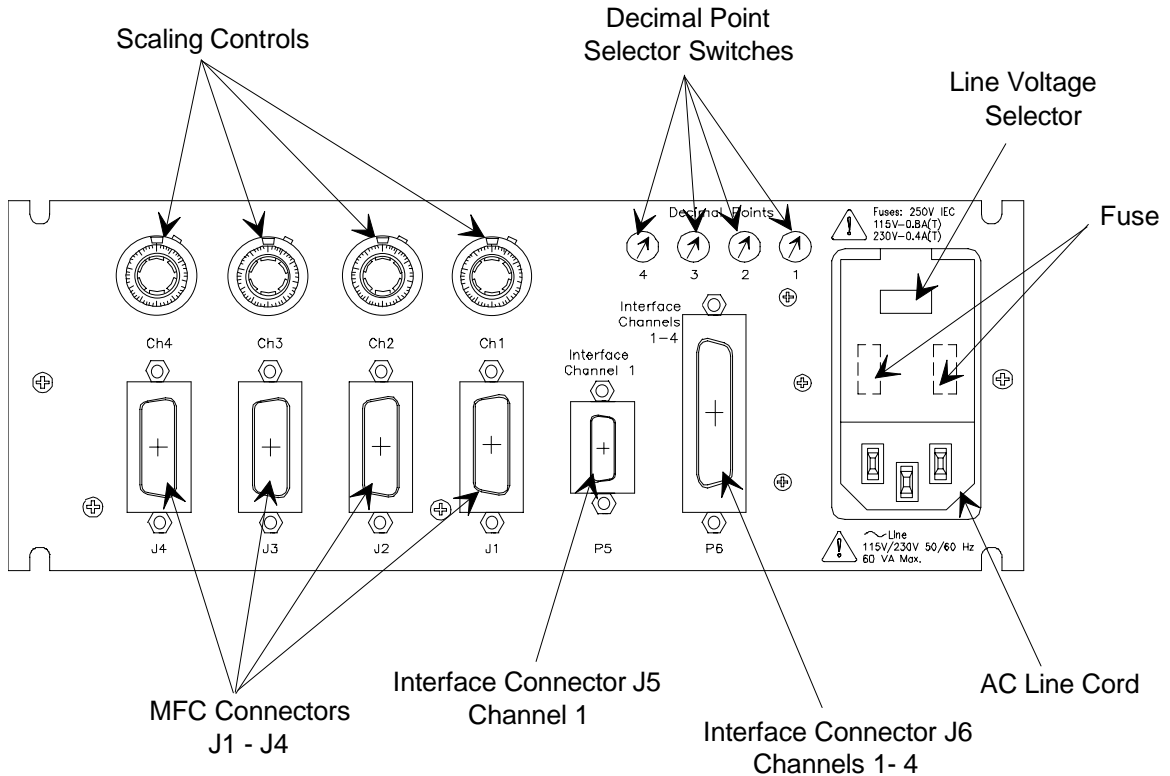 Scaling Controls
Decimal Point
Selector Switches
Line Voltage
Selector
Fuse
Decimal Points
4
3
2
1
Fuses: 250V IEC
115V-0.8A(T)
230V-0.4A(T)
Ch4
Ch3
Ch2
Ch1
Interface
Channel 1
Interface
Channels
1-4
J4
J3
J2
J1
P5
P6
~Line
115V/230V 50/60 Hz
60 VA Max.
MFC Connectors
J1 - J4
Interface Connector J5
Channel 1
Interface Connector J6
Channels 1- 4
AC Line Cord